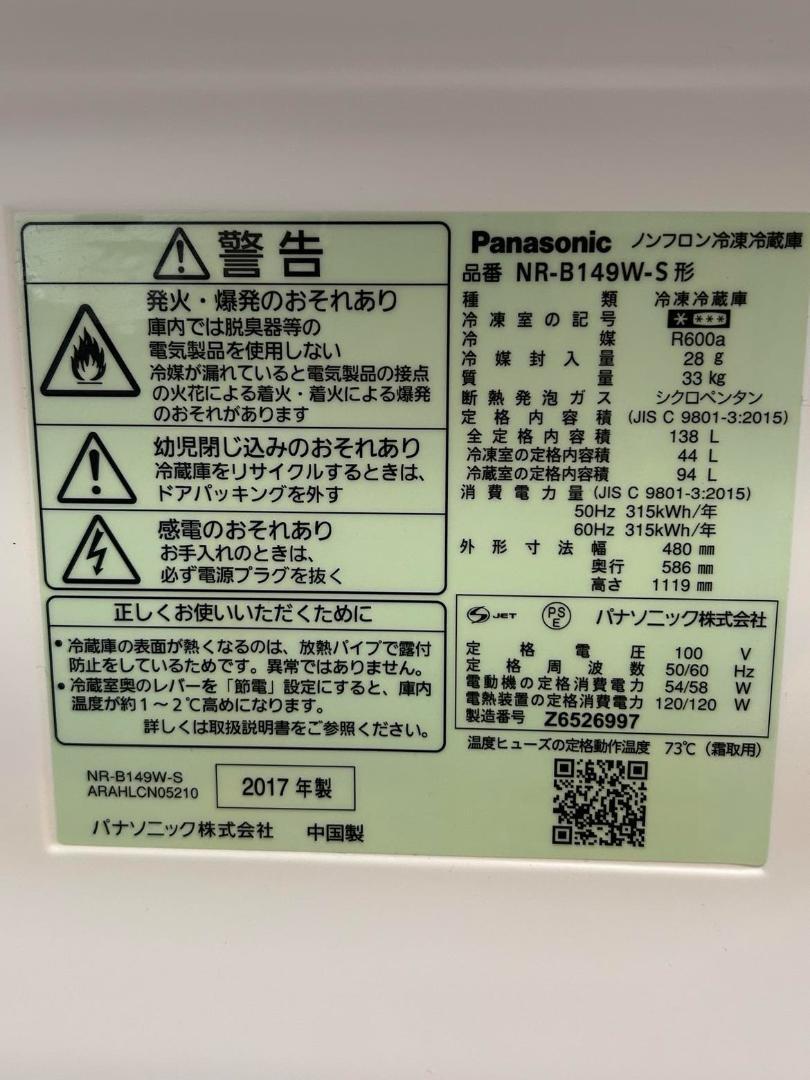 警告
発火・爆発のおそれあり
庫内では脱臭器等の
電気製品を使用しない
冷媒が漏れていると電気製品の接点
の火花による着火・着火による爆発
のおそれがあります
幼児閉じ込みのおそれあり
冷蔵庫をリサイクルするときは、
ドアパッキングを外す
感電のおそれあり
お手入れのときは、
必ず電源プラグを抜く
正しくお使いいただくために
・冷蔵庫の表面が熱くなるのは、放熱パイプで露付
防止をしているためです。異常ではありません。
・冷蔵室奥のレバーを「節電」設定にすると、庫内
温度が約1～2℃高めになります。
詳しくは取扱説明書をご参照ください。
NR-B149W-S
ARAHLCN05210
2017年製
パナソニック株式会社 中国製
Panasonic ノンフロン冷凍冷蔵庫
品番 NR-B149W-S形
種類 冷凍冷蔵庫
冷凍室の記号 ****
冷媒 R600a
冷媒封入量 28 g
質量 33 kg
断熱発泡ガス シクロペンタン
定格内容積 (JIS C 9801-3:2015)
全定格内容積 138 L
冷凍室の定格内容積 44 L
冷蔵室の定格内容積 94 L
消費電力量 (JIS C 9801-3:2015)
50Hz 315kWh/年
60Hz 315kWh/年
外形寸法 幅 480 mm
奥行 586 mm
高さ 1119 mm
S JET PSE パナソニック株式会社
定格電圧 100 V
定格周波数 50/60 Hz
電動機の定格消費電力 54/58 W
電熱装置の定格消費電力 120/120 W
製造番号 Z6526997
温度ヒューズの定格動作温度 73℃（霜取用）